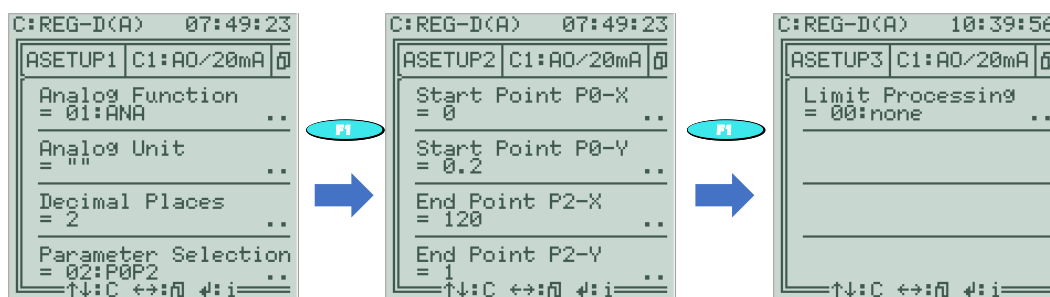 C:REG-D(A) 07:49:23
ASETUP1 C1:AO/20mA
Analog Function
= 01:ANA ..
Analog Unit
= "" ..
Decimal Places
= 2 ..
Parameter Selection
= 02:P0P2 ..
↑↓:C ↔:
↲:i
F1
C:REG-D(A) 07:49:23
ASETUP2 C1:AO/20mA
Start Point P0-X
= 0 ..
Start Point P0-Y
= 0.2 ..
End Point P2-X
= 120 ..
End Point P2-Y
= 1 ..
↑↓:C ↔:
↲:i
F1
C:REG-D(A) 10:39:56
ASETUP3 C1:AO/20mA
Limit Processing
= 00:none ..
↑↓:C ↔:
↲:i